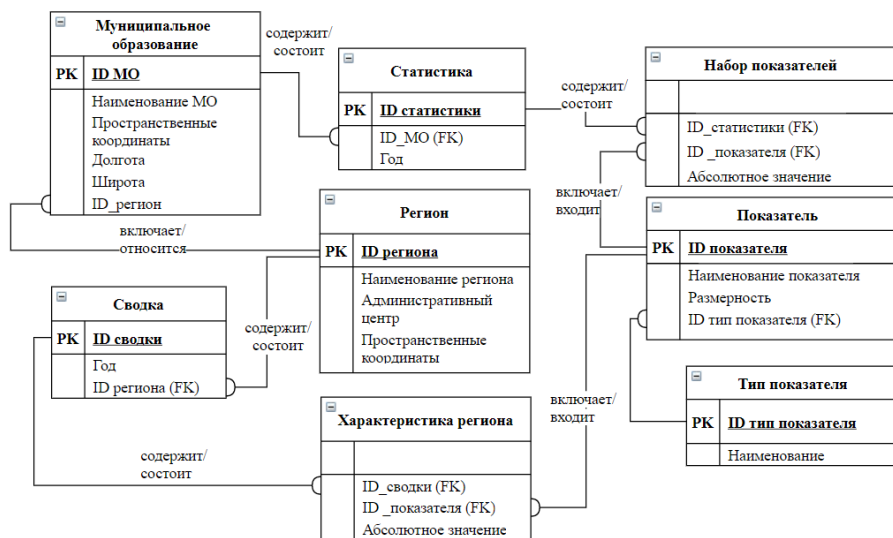 Муниципальное
образование
PK ID МО
Наименование МО
Пространственные
координаты
Долгота
Широта
ID_регион
содержит/
состоит
Статистика
PK ID статистики
ID_МО (FK)
Год
содержит/
состоит
Набор показателей
ID_статистики (FK)
ID _показателя (FK)
Абсолютное значение
включает/
входит
включает/
относится
Регион
PK ID региона
Наименование региона
Административный
центр
Пространственные
координаты
Показатель
PK ID показателя
Наименование показателя
Размерность
ID тип показателя (FK)
Сводка
PK ID сводки
Год
ID региона (FK)
содержит/
состоит
включает/
входит
Тип показателя
PK ID тип показателя
Наименование
содержит/
состоит
Характеристика региона
ID_сводки (FK)
ID _показателя (FK)
Абсолютное значение